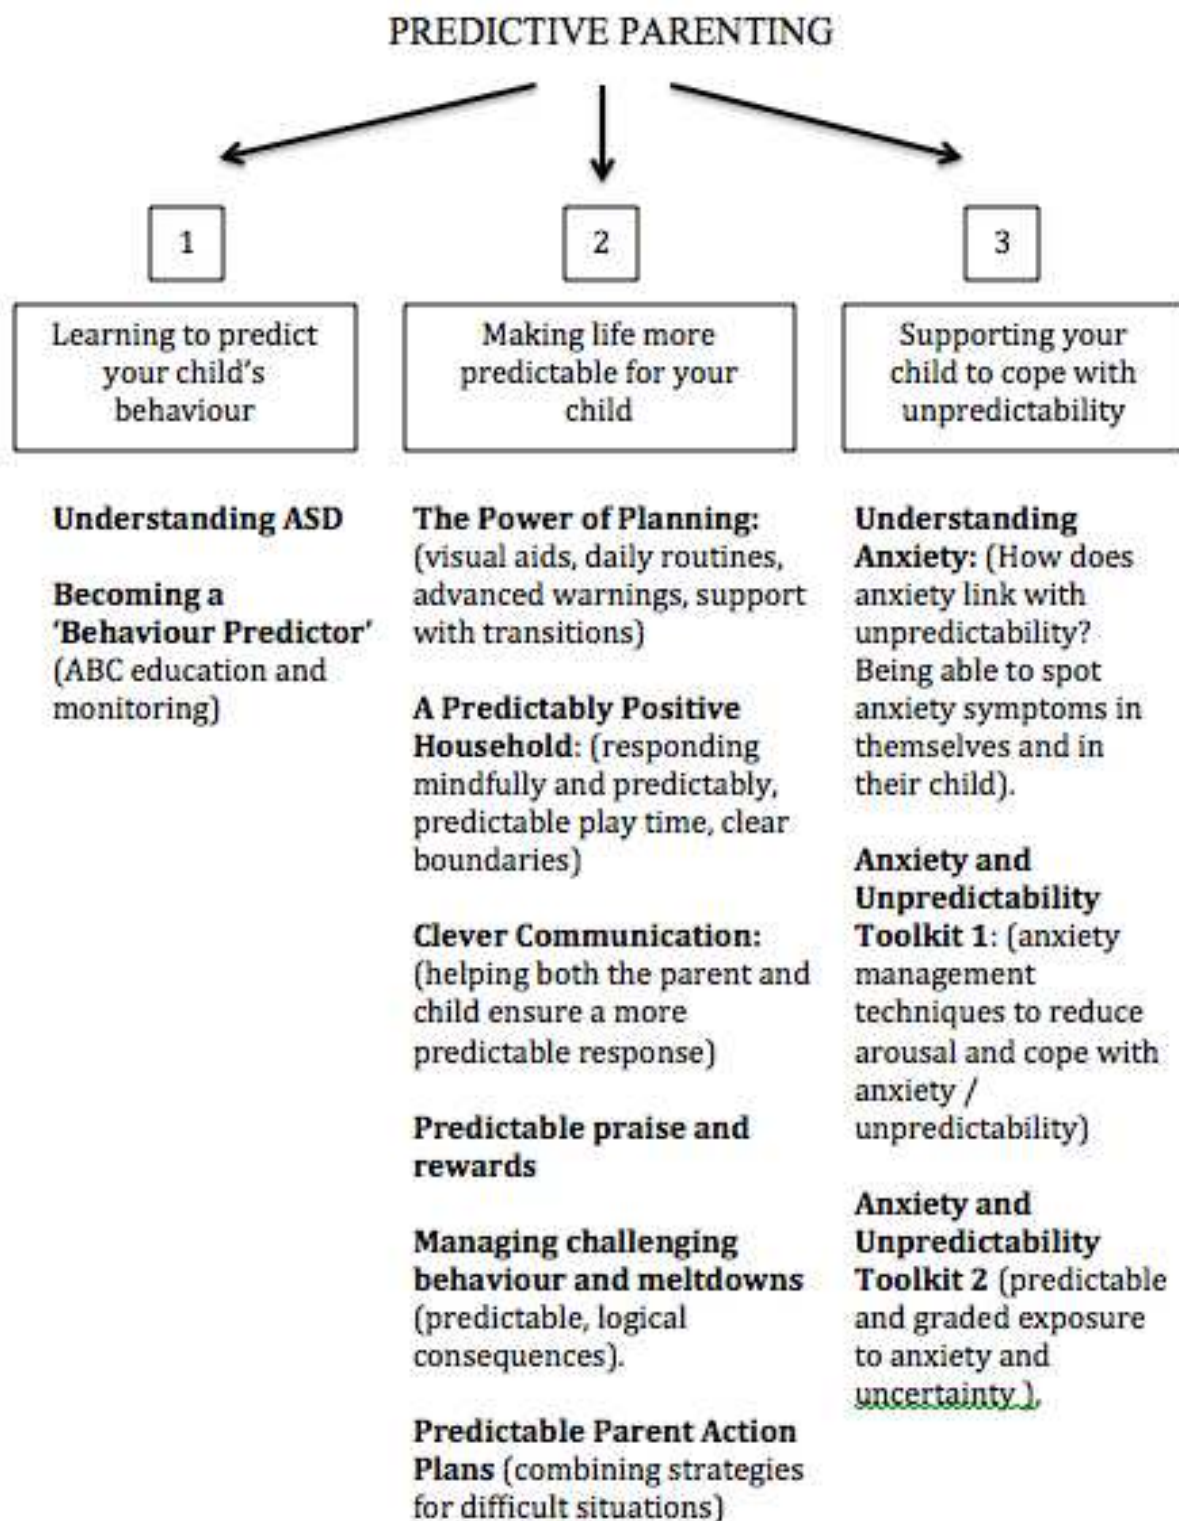 PREDICTIVE PARENTING
1
Learning to predict
your child's
behaviour
Understanding ASD
Becoming a
'Behaviour Predictor'
(ABC education and
monitoring)
2
Making life more
predictable for your
child
The Power of Planning:
(visual aids, daily routines,
advanced warnings, support
with transitions)
A Predictably Positive
Household: (responding
mindfully and predictably,
predictable play time, clear
boundaries)
Clever Communication:
(helping both the parent and
child ensure a more
predictable response)
Predictable praise and
rewards
Managing challenging
behaviour and meltdowns
(predictable, logical
consequences).
Predictable Parent Action
Plans (combining strategies
for difficult situations)
3
Supporting your
child to cope with
unpredictability
Understanding
Anxiety: (How does
anxiety link with
unpredictability?
Being able to spot
anxiety symptoms in
themselves and in
their child).
Anxiety and
Unpredictability
Toolkit 1: (anxiety
management
techniques to reduce
arousal and cope with
anxiety /
unpredictability)
Anxiety and
Unpredictability
Toolkit 2 (predictable
and graded exposure
to anxiety and
uncertainty ).